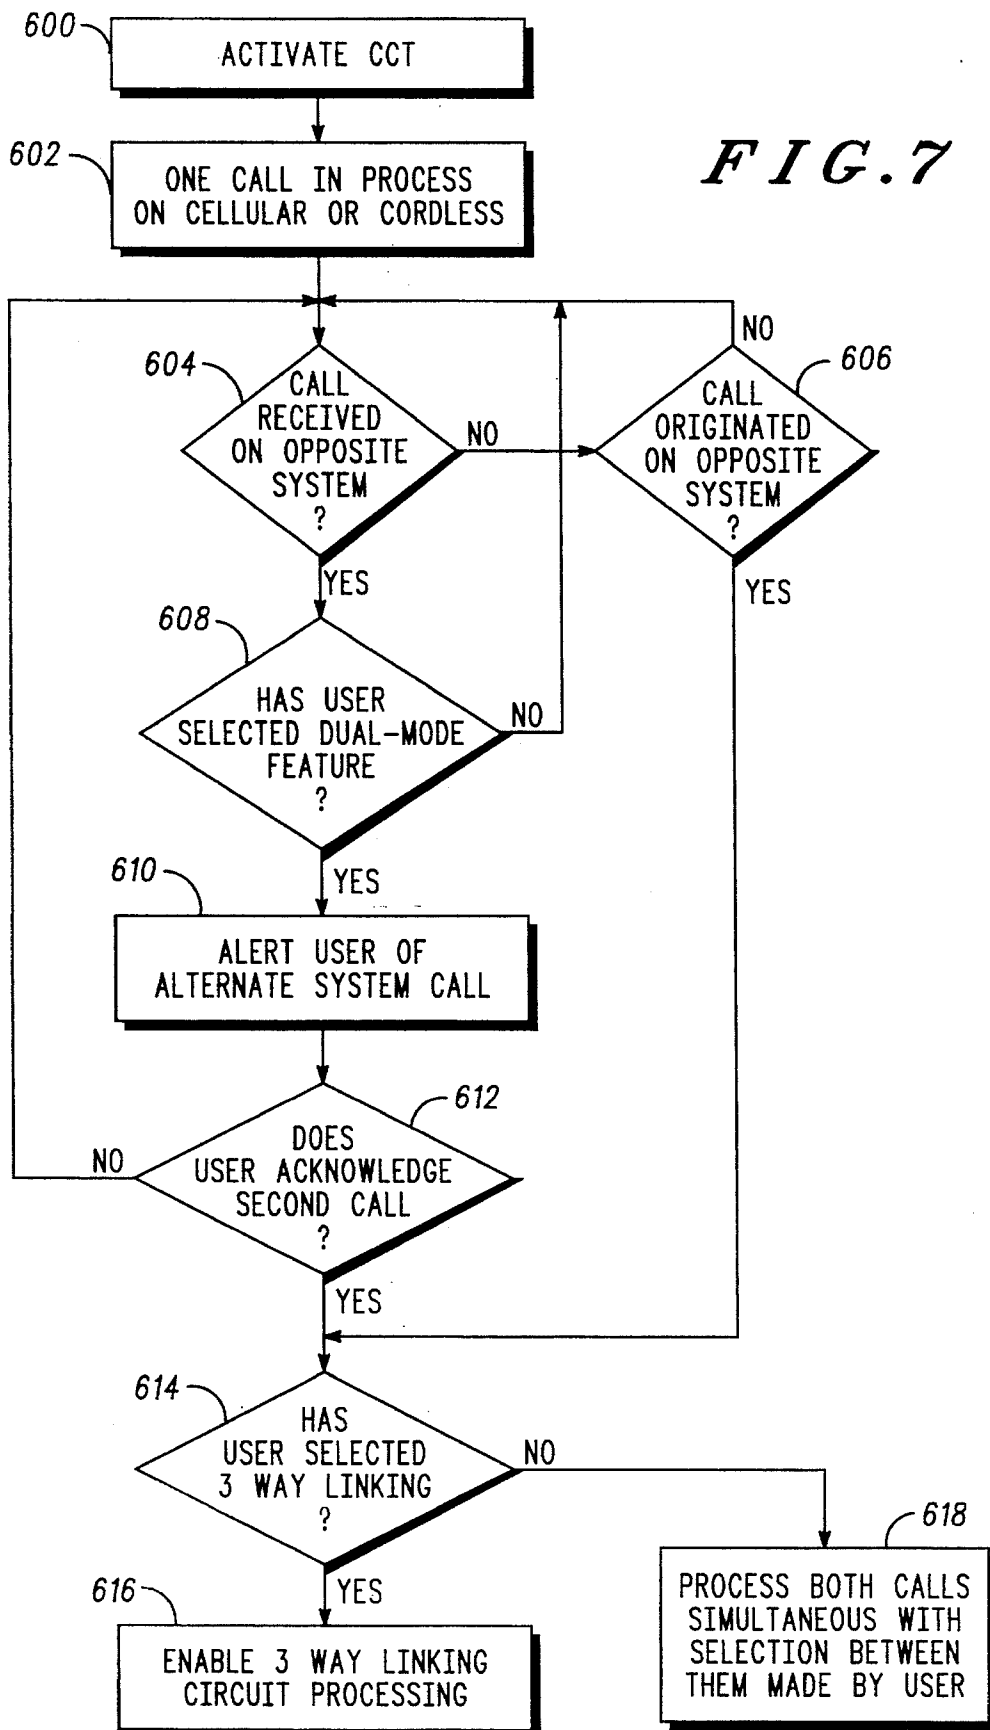 600
ACTIVATE CCT
602
ONE CALL IN PROCESS
ON CELLULAR OR CORDLESS
FIG.7
604
CALL
RECEIVED
ON OPPOSITE
SYSTEM
?
NO
YES
606
CALL
ORIGINATED
ON OPPOSITE
SYSTEM
?
NO
YES
608
HAS USER
SELECTED DUAL-MODE
FEATURE
?
NO
YES
610
ALERT USER OF
ALTERNATE SYSTEM CALL
612
DOES
USER ACKNOWLEDGE
SECOND CALL
?
NO
YES
614
HAS
USER SELECTED
3 WAY LINKING
?
NO
YES
616
ENABLE 3 WAY LINKING
CIRCUIT PROCESSING
618
PROCESS BOTH CALLS
SIMULTANEOUS WITH
SELECTION BETWEEN
THEM MADE BY USER